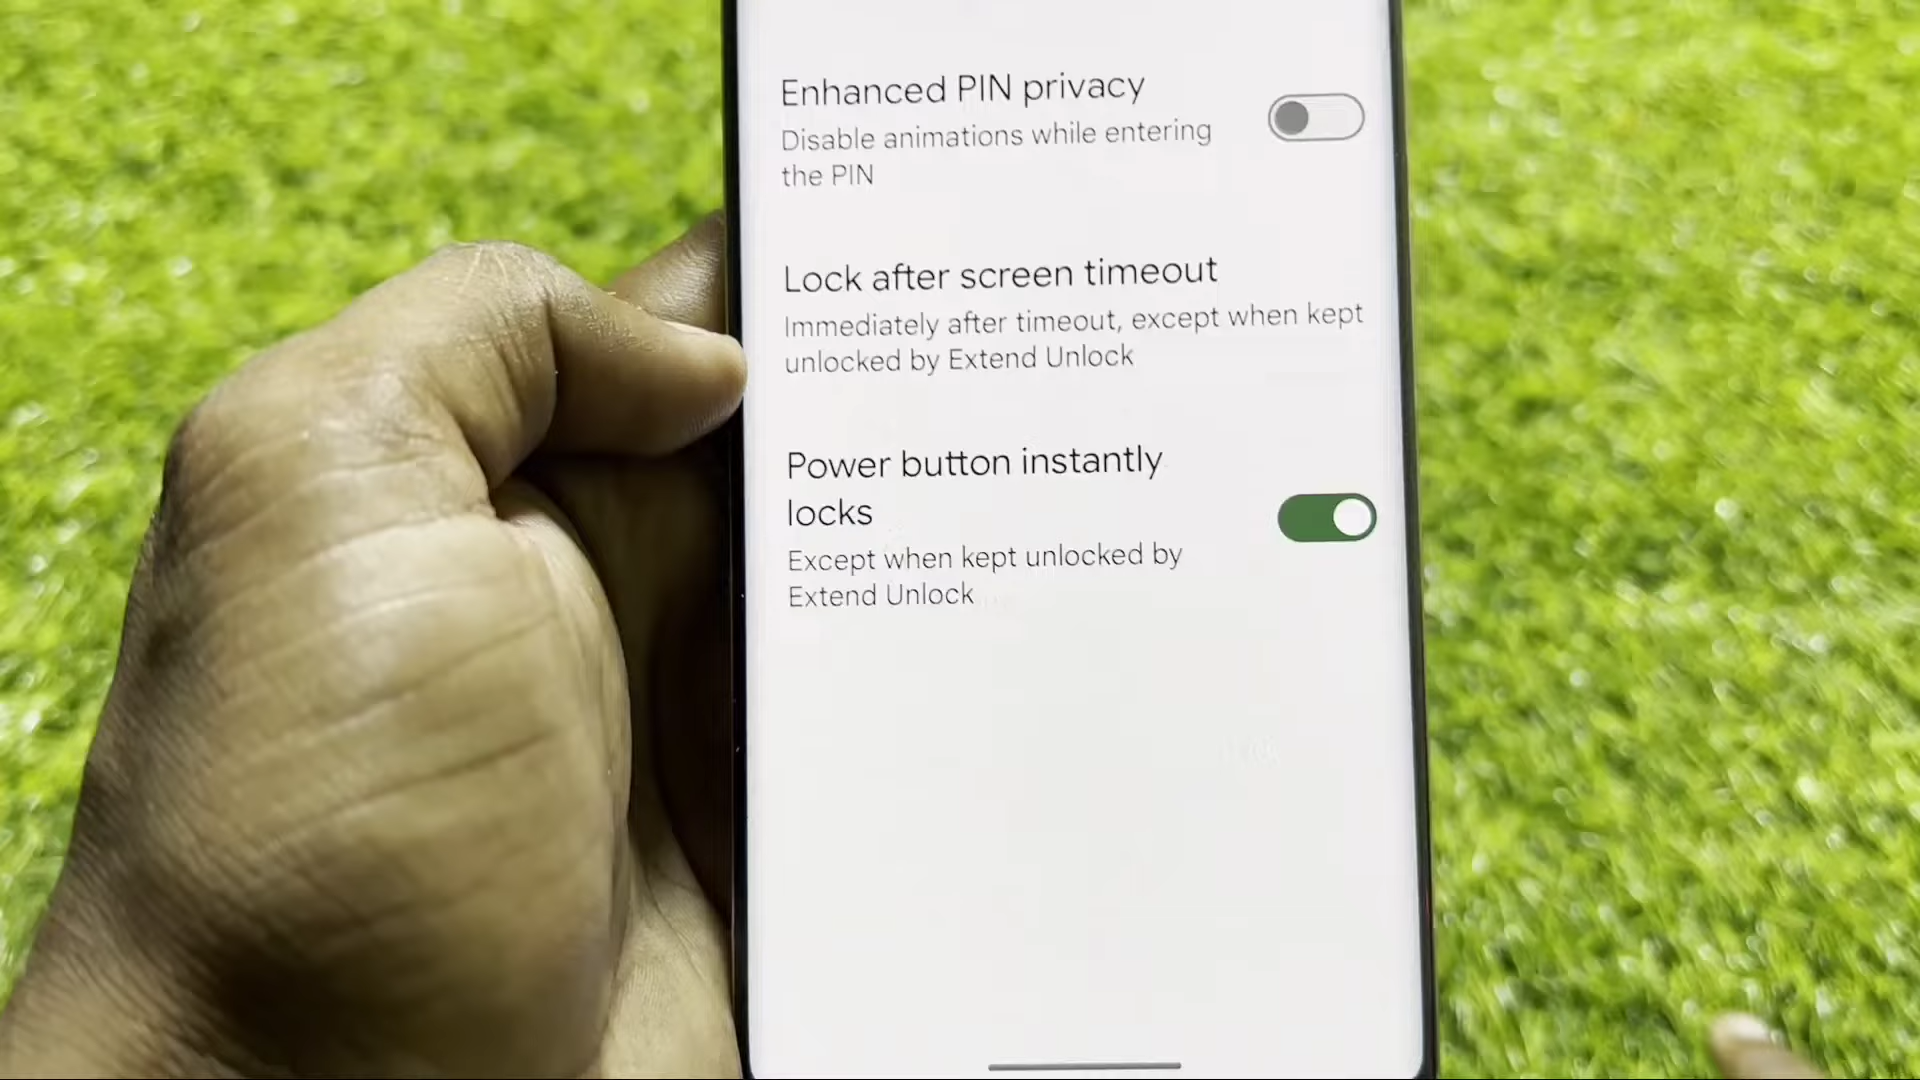 Enhanced PIN privacy
Disable animations while entering
the PIN
Lock after screen timeout
Immediately after timeout, except when kept
unlocked by Extend Unlock
Power button instantly
locks
Except when kept unlocked by
Extend Unlock